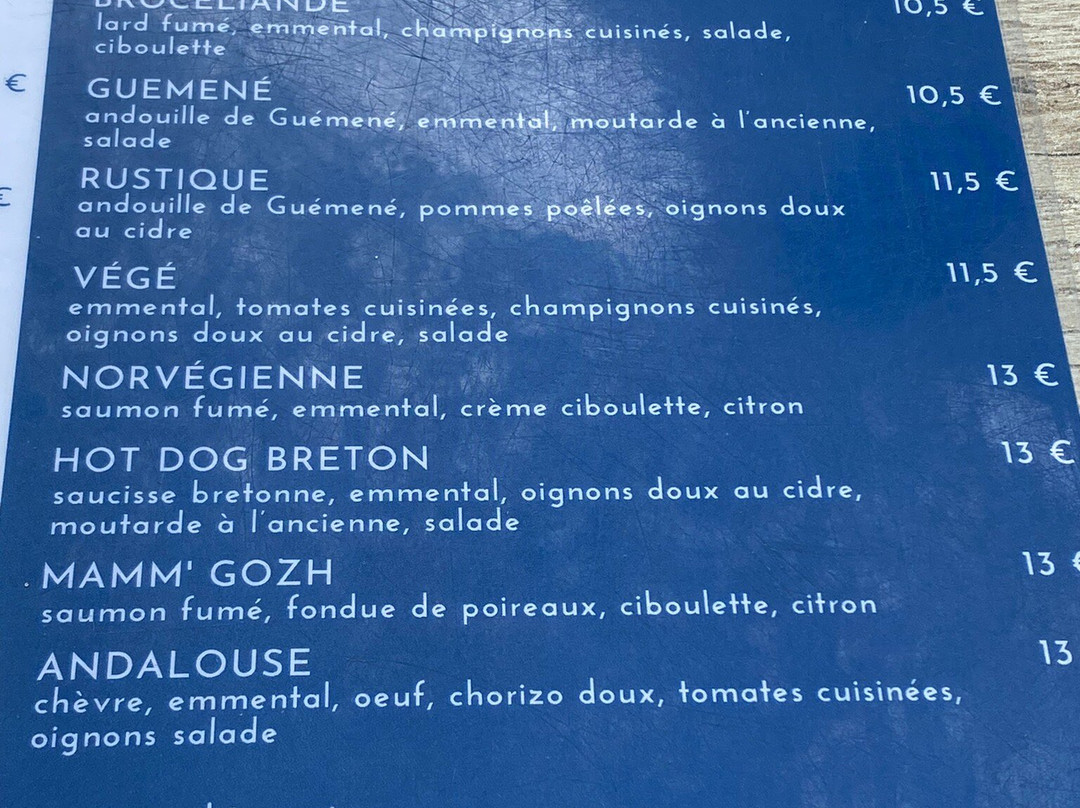 BROCÉLIANDE 10,5 €
lard fumé, emmental, champignons cuisinés, salade,
ciboulette
€
GUEMENÉ 10,5 €
andouille de Guémené, emmental, moutarde à l'ancienne,
salade
RUSTIQUE 11,5 €
andouille de Guémené, pommes poêlées, oignons doux
au cidre
€
VÉGÉ 11,5 €
emmental, tomates cuisinées, champignons cuisinés,
oignons doux au cidre, salade
NORVÉGIENNE 13 €
saumon fumé, emmental, crème ciboulette, citron
HOT DOG BRETON 13 €
saucisse bretonne, emmental, oignons doux au cidre,
moutarde à l'ancienne, salade
MAMM' GOZH 13 €
saumon fumé, fondue de poireaux, ciboulette, citron
ANDALOUSE 13
chèvre, emmental, oeuf, chorizo doux, tomates cuisinées,
oignons salade